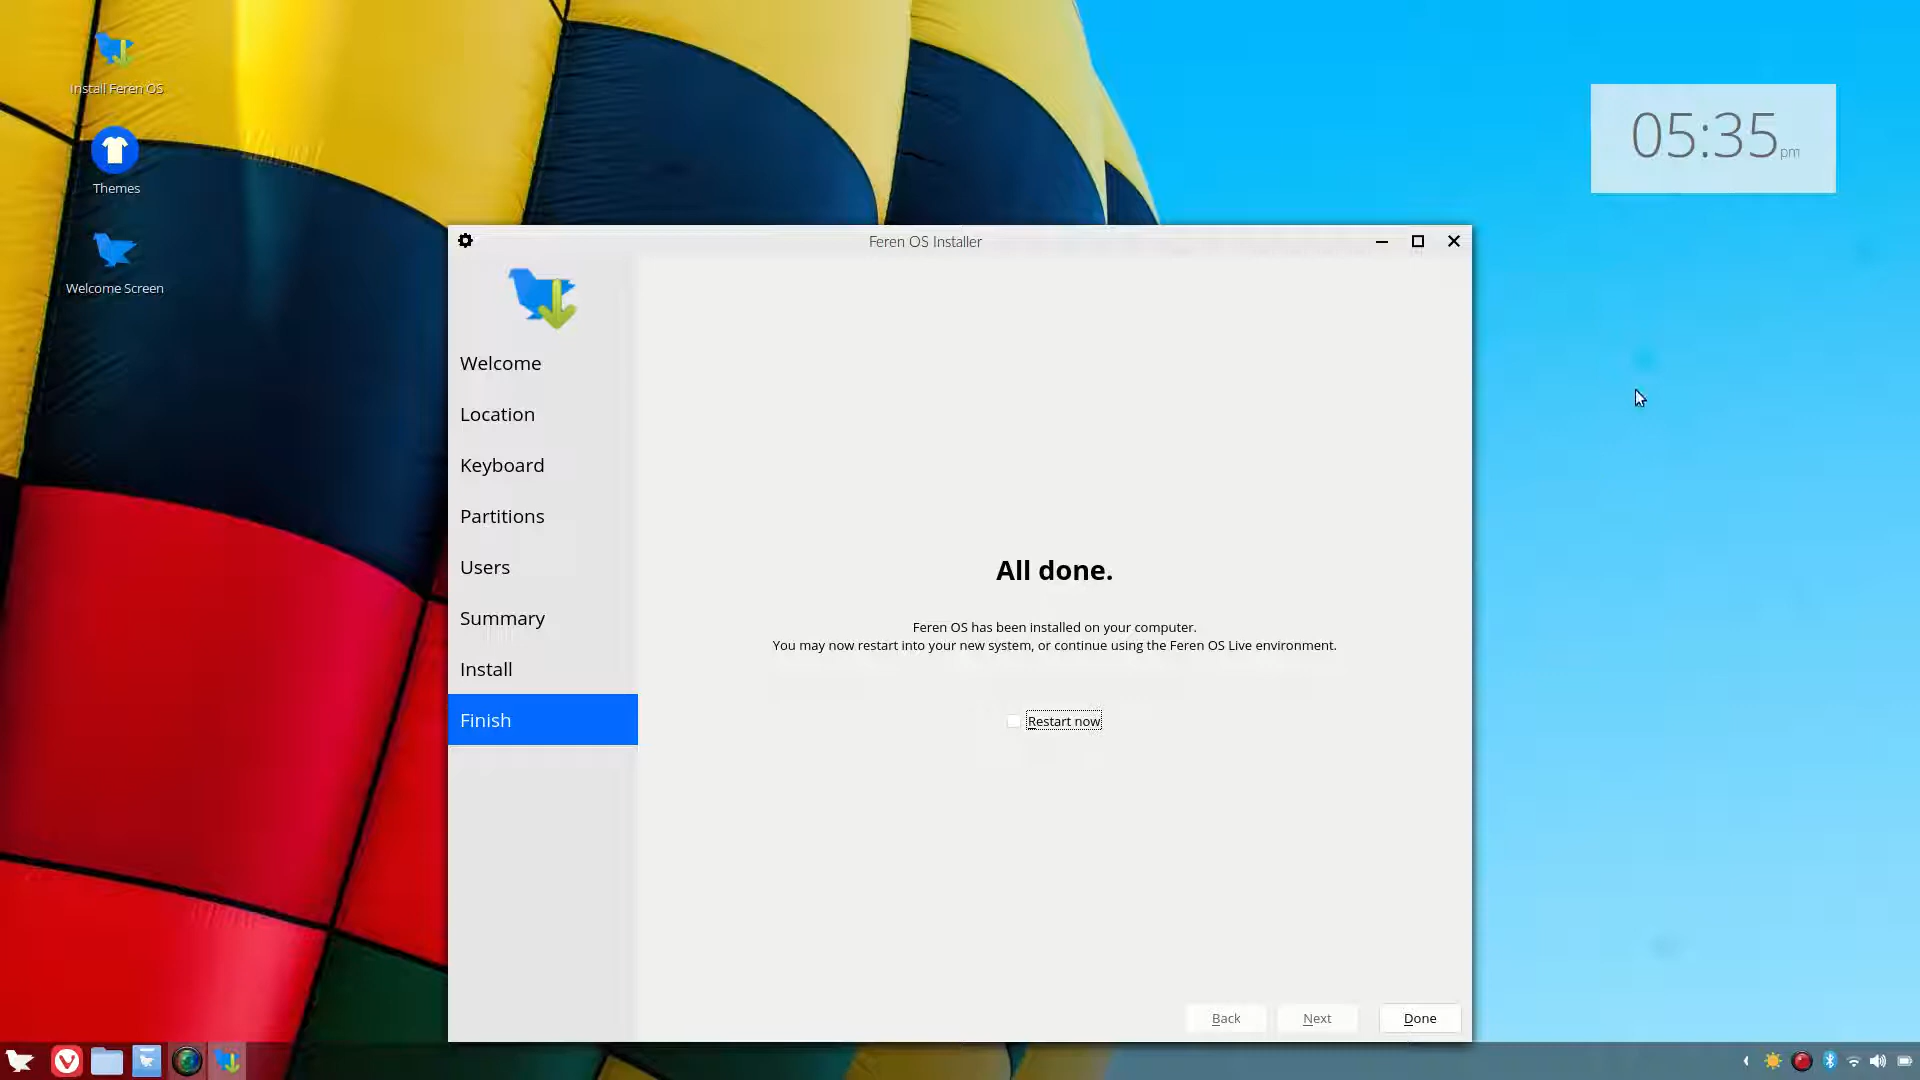 Install Feren OS
Themes
Welcome Screen
05:35 pm
Feren OS Installer
Welcome
Location
Keyboard
Partitions
Users
Summary
Install
Finish
All done.
Feren OS has been installed on your computer.
You may now restart into your new system, or continue using the Feren OS Live environment.
Restart now
Back
Next
Done